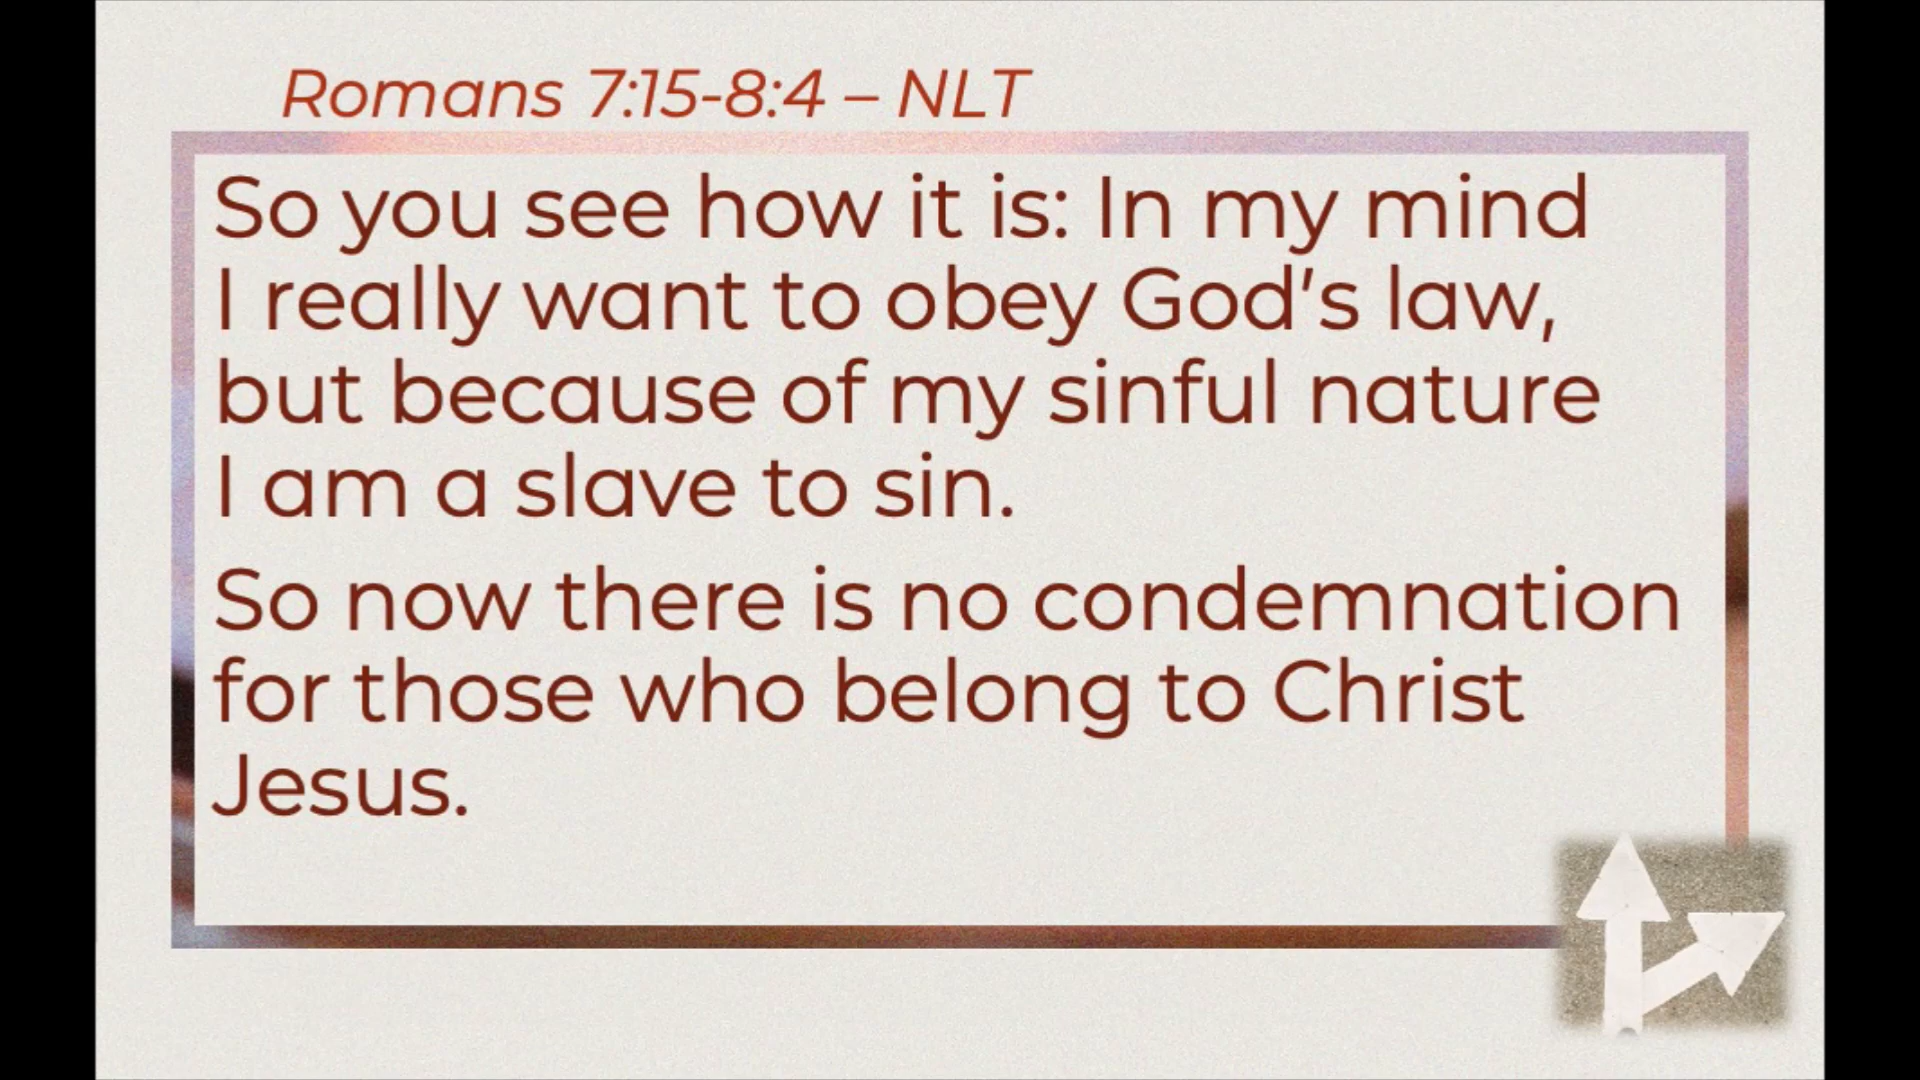 Romans 7:15-8:4 – NLT
So you see how it is: In my mind
I really want to obey God’s law,
but because of my sinful nature
I am a slave to sin.
So now there is no condemnation
for those who belong to Christ
Jesus.